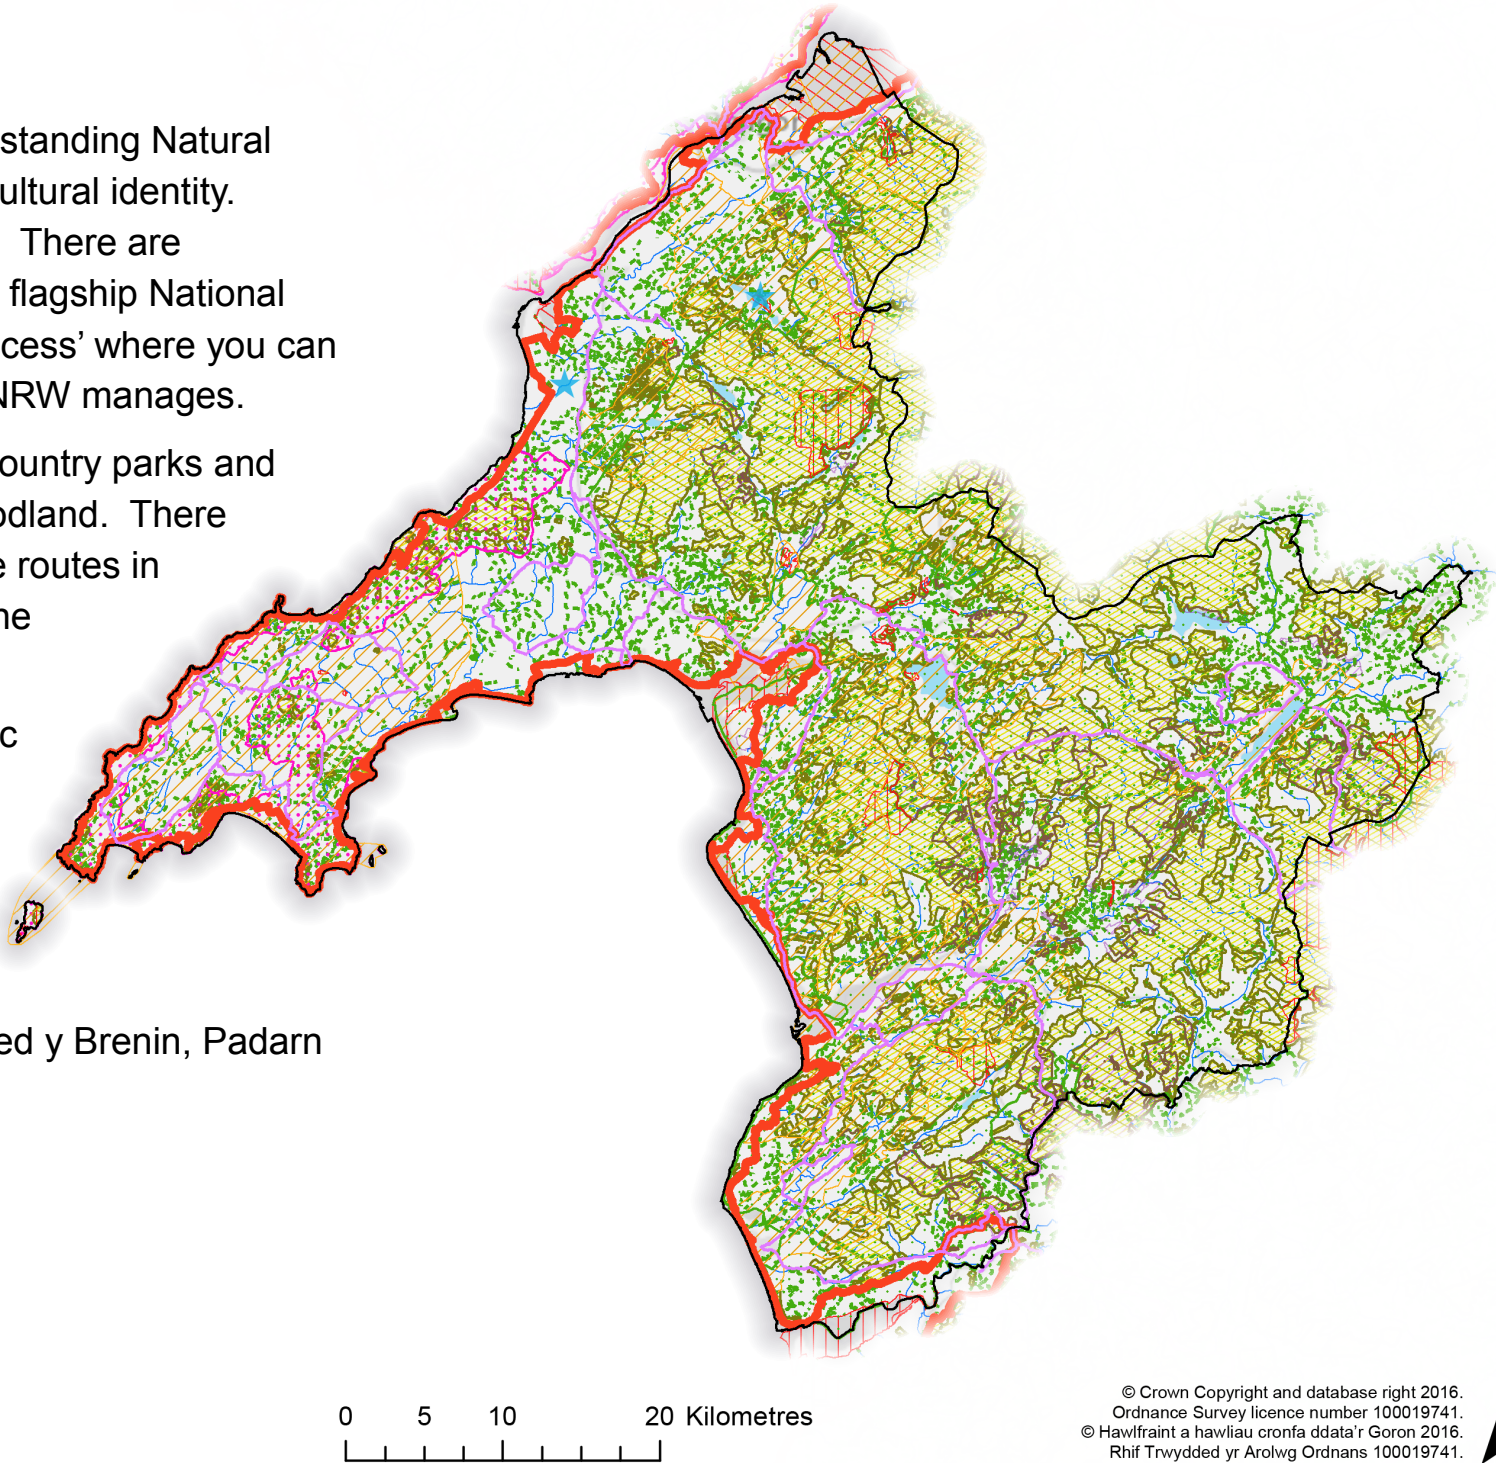 standing Natural
ultural identity.
There are
flagship National
ccess’ where you can
NRW manages.
ountry parks and
odland.  There
e routes in
ne
c
ed y Brenin, Padarn
0 5 10 20 Kilometres
© Crown Copyright and database right 2016.
Ordnance Survey licence number 100019741.
© Hawlfraint a hawliau cronfa ddata’r Goron 2016.
Rhif Trwydded yr Arolwg Ordnans 100019741.